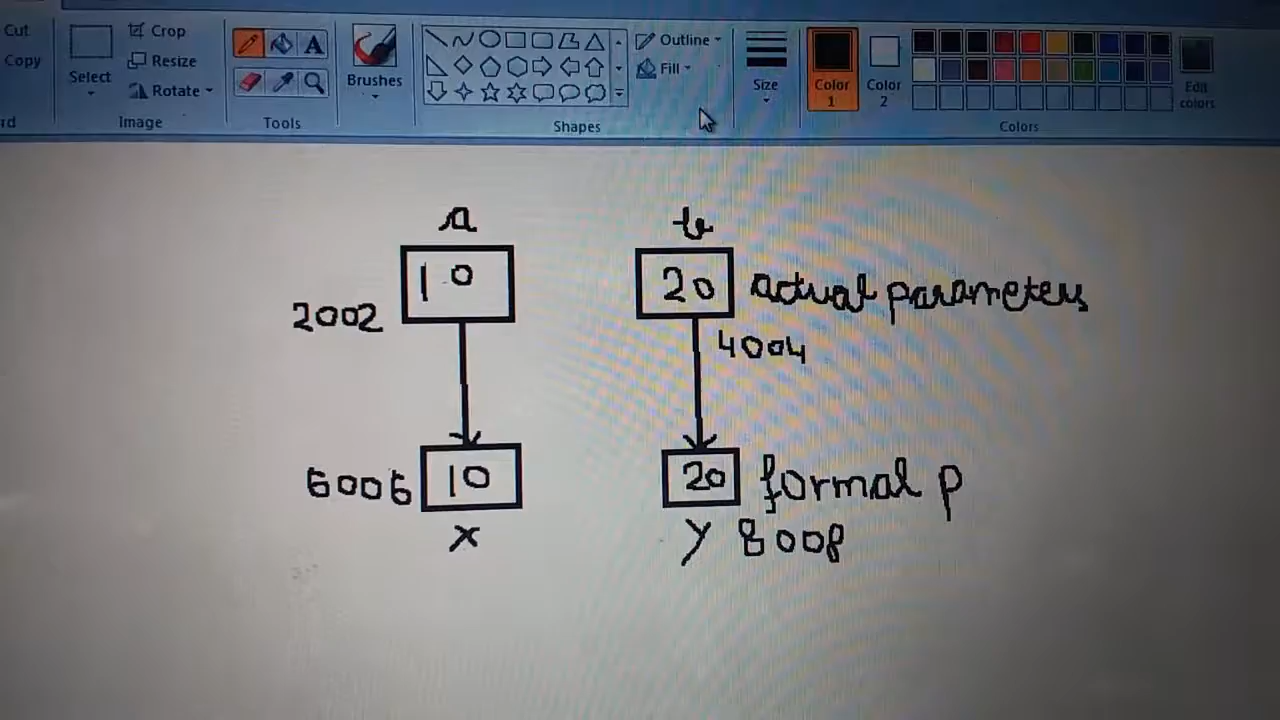 Cut
Crop
Copy
Resize
Select
Rotate
Brushes
Outline
Fill
Size
Color 1
Color 2
Edit colors
rd
Image
Tools
A
Shapes
Colors
a
b
10
20 actual parameters
2002
4004
6006 10
20 formal p
x
y 8008